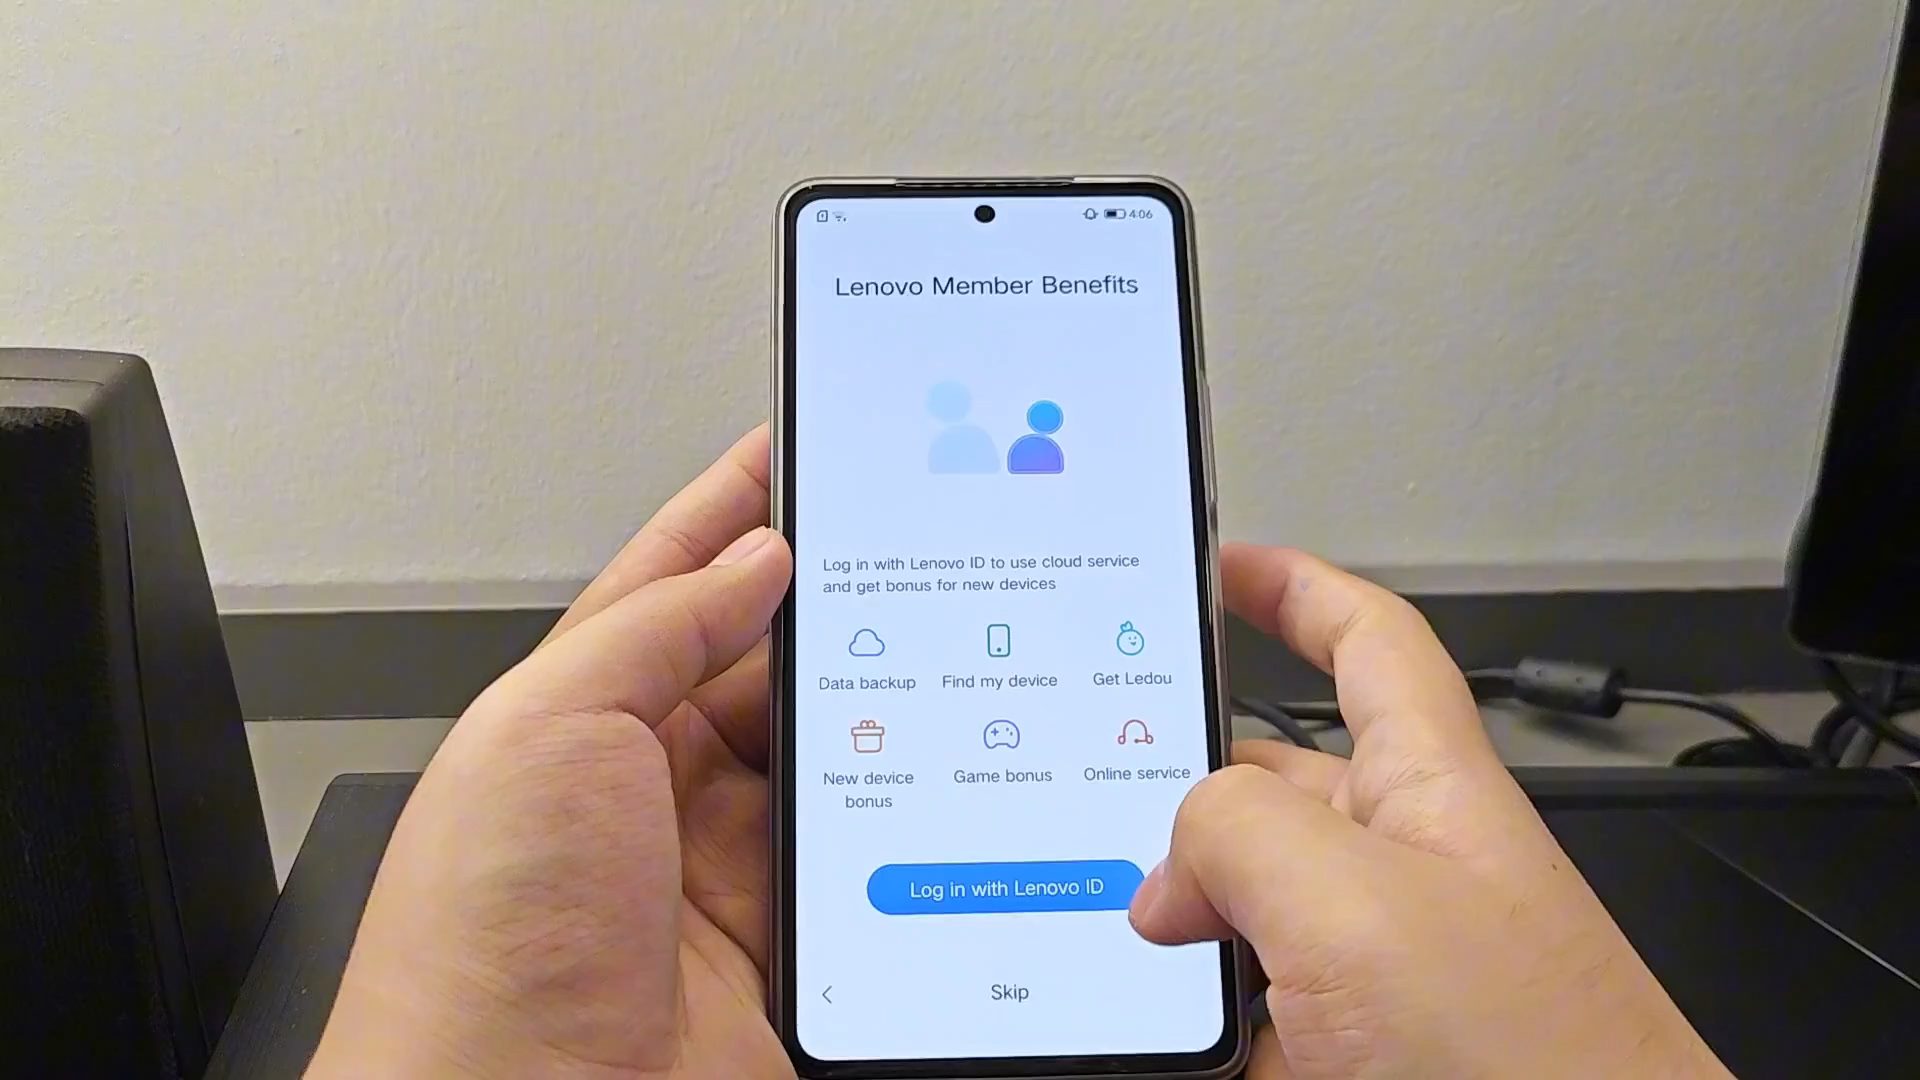 4:06
Lenovo Member Benefits
Log in with Lenovo ID to use cloud service
and get bonus for new devices
Data backup
Find my device
Get Ledou
New device
bonus
Game bonus
Online service
Log in with Lenovo ID
Skip